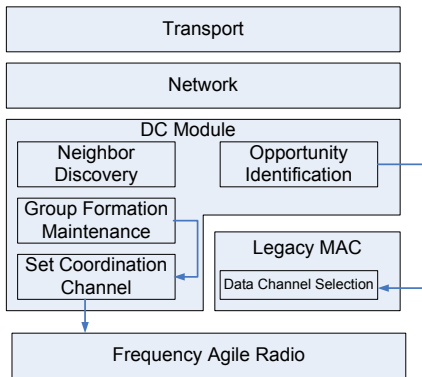 Transport
Network
DC Module
Neighbor
Discovery
Opportunity
Identification
Group Formation
Maintenance
Set Coordination
Channel
Legacy MAC
Data Channel Selection
Frequency Agile Radio